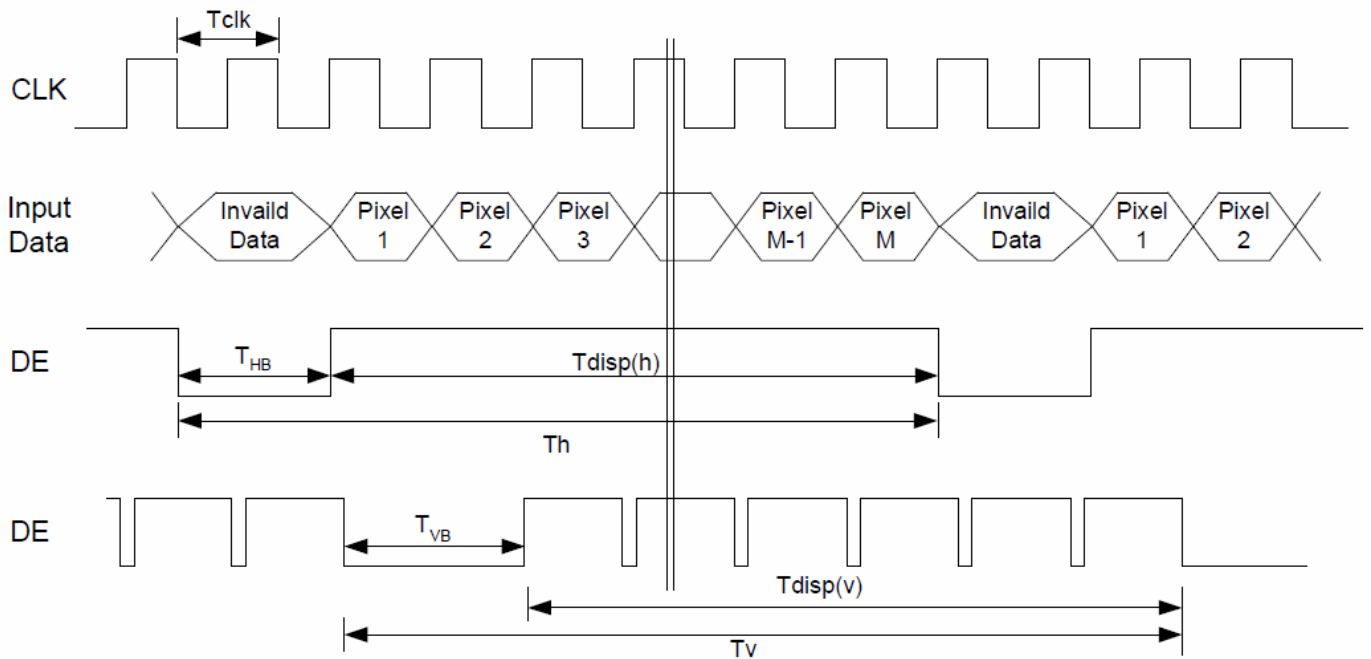 Tclk
CLK
Input
Data
Invaild
Data
Pixel
1
Pixel
2
Pixel
3
Pixel
M-1
Pixel
M
Invaild
Data
Pixel
1
Pixel
2
DE
THB
Tdisp(h)
Th
DE
TVB
Tdisp(v)
Tv